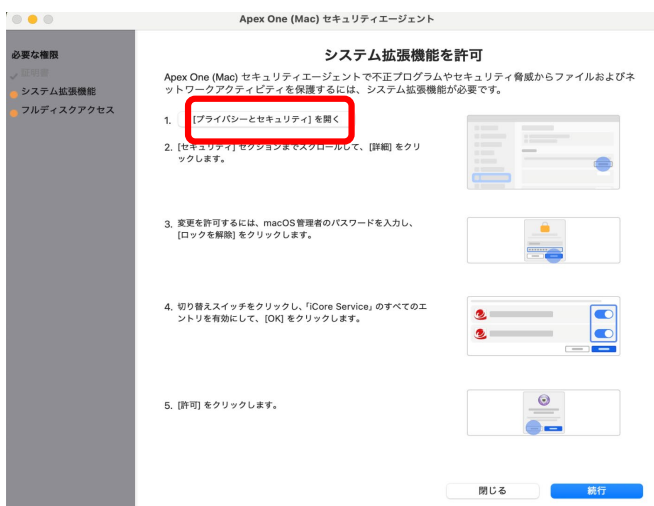 Apex One (Mac) セキュリティエージェント
必要な権限
証明書
システム拡張機能
フルディスクアクセス
システム拡張機能を許可
Apex One (Mac) セキュリティエージェントで不正プログラムやセキュリティ脅威からファイルおよびネ
ットワークアクティビティを保護するには、システム拡張機能が必要です。
1. [プライバシーとセキュリティ] を開く
2. [セキュリティ] セクションまでスクロールして、[詳細] をクリ
ックします。
3. 変更を許可するには、macOS管理者のパスワードを入力し、
[ロックを解除] をクリックします。
4. 切り替えスイッチをクリックし、「iCore Service」のすべてのエ
ントリを有効にして、[OK] をクリックします。
5. [許可] をクリックします。
閉じる
続行